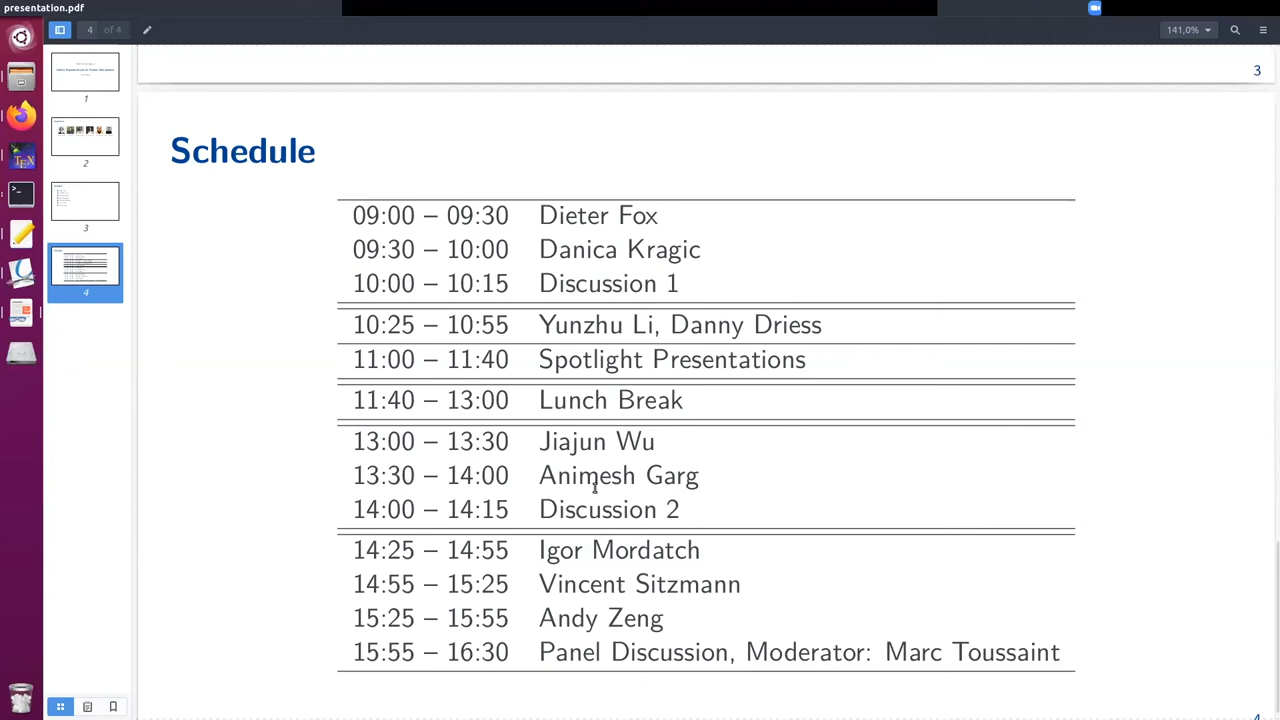 presentation.pdf
4 of 4
141,0%
1
2
3
4
3
Schedule
09:00 – 09:30 Dieter Fox
09:30 – 10:00 Danica Kragic
10:00 – 10:15 Discussion 1
10:25 – 10:55 Yunzhu Li, Danny Driess
11:00 – 11:40 Spotlight Presentations
11:40 – 13:00 Lunch Break
13:00 – 13:30 Jiajun Wu
13:30 – 14:00 Animesh Garg
14:00 – 14:15 Discussion 2
14:25 – 14:55 Igor Mordatch
14:55 – 15:25 Vincent Sitzmann
15:25 – 15:55 Andy Zeng
15:55 – 16:30 Panel Discussion, Moderator: Marc Toussaint
4